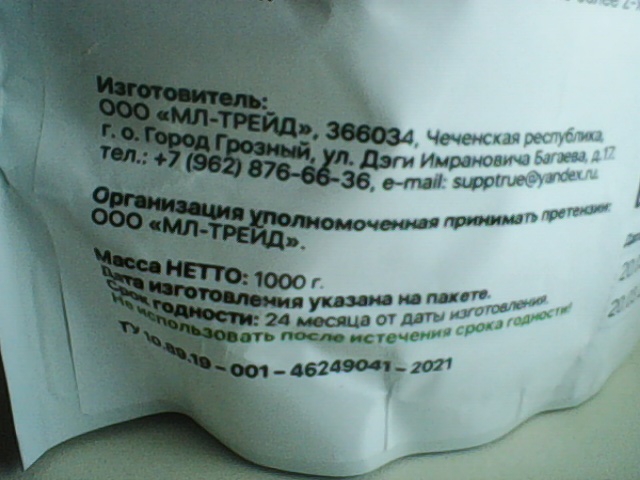 Изготовитель:
ООО «МЛ-ТРЕЙД», 366034, Чеченская республика,
г. о. Город Грозный, ул. Дэги Имрановича Багаева, д.17.
тел.: +7 (962) 876-66-36, e-mail: supptrue@yandex.ru.
Организация уполномоченная принимать претензии:
ООО «МЛ-ТРЕЙД».
Масса НЕТТО: 1000 г.
Дата изготовления указана на пакете.
Срок годности: 24 месяца от даты изготовления.
Не использовать после истечения срока годности!
ТУ 10.89.19 – 001 – 46249041 – 2021